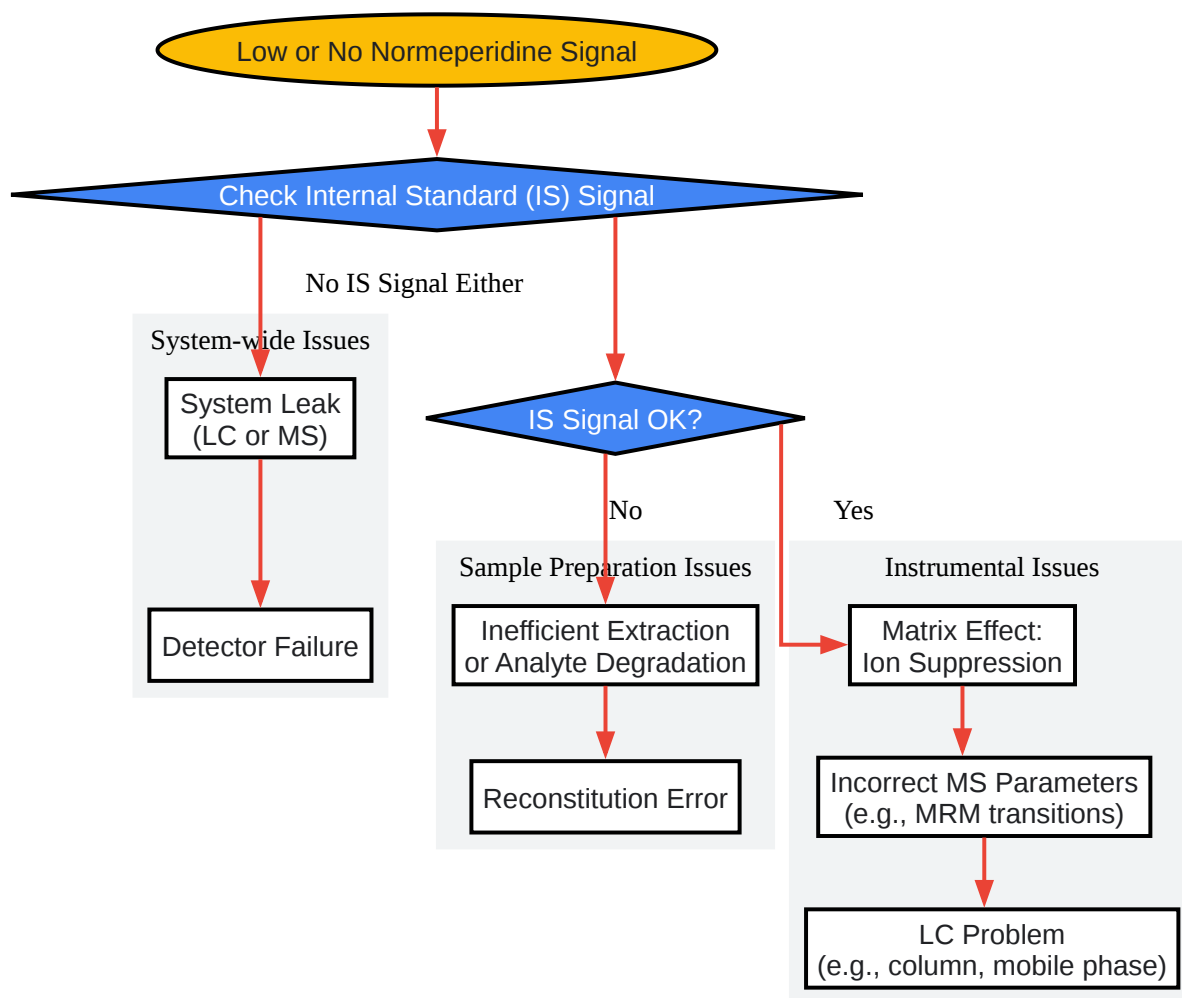 Low or No Normeperidine Signal
Check Internal Standard (IS) Signal
No IS Signal Either
System-wide Issues
System Leak
(LC or MS)
Detector Failure
IS Signal OK?
No
Yes
Sample Preparation Issues
Inefficient Extraction
or Analyte Degradation
Reconstitution Error
Instrumental Issues
Matrix Effect:
Ion Suppression
Incorrect MS Parameters
(e.g., MRM transitions)
LC Problem
(e.g., column, mobile phase)